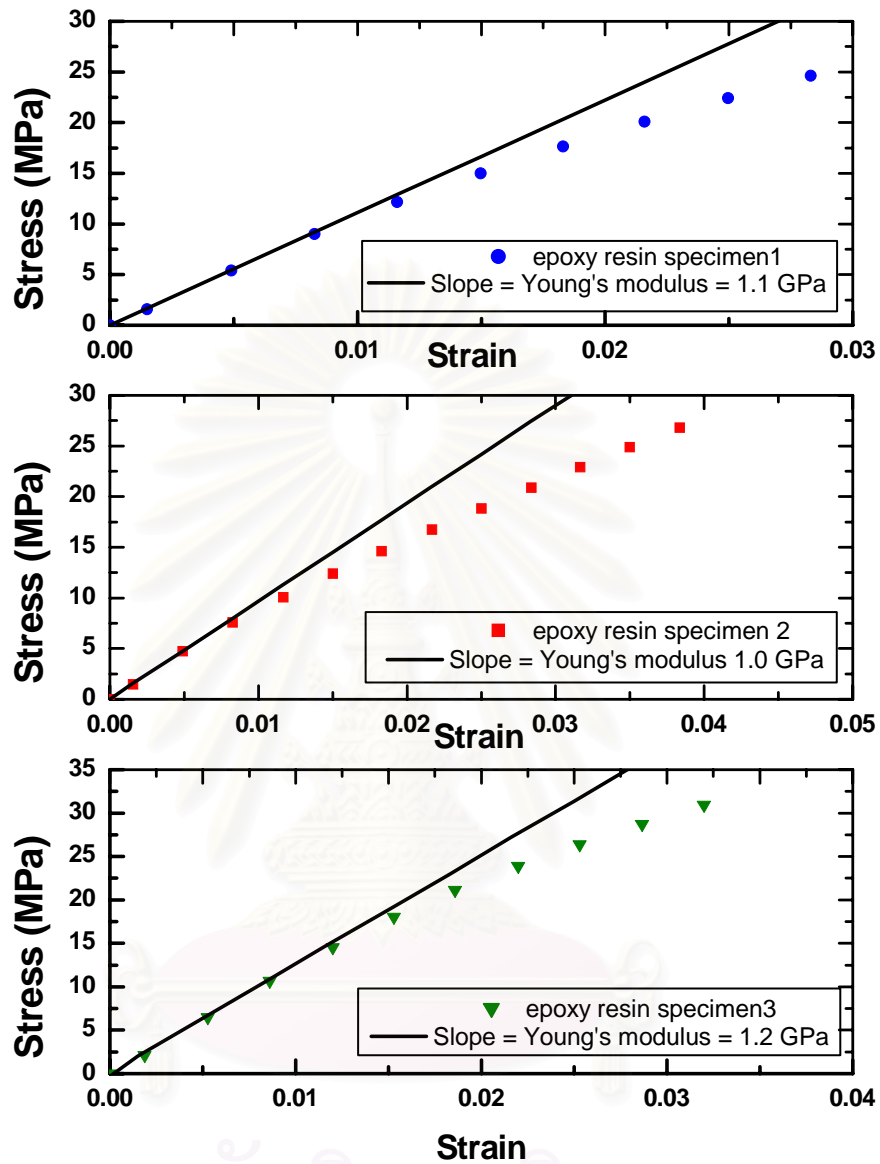 30
25
20
15
10
5
0
Stress (MPa)
epoxy resin specimen1
Slope = Young's modulus = 1.1 GPa
0.00 0.01 0.02 0.03
Strain
30
25
20
15
10
5
0
Stress (MPa)
epoxy resin specimen 2
Slope = Young's modulus 1.0 GPa
0.00 0.01 0.02 0.03 0.04 0.05
Strain
35
30
25
20
15
10
5
0
Stress (MPa)
epoxy resin specimen3
Slope = Young's modulus = 1.2 GPa
0.00 0.01 0.02 0.03 0.04
Strain